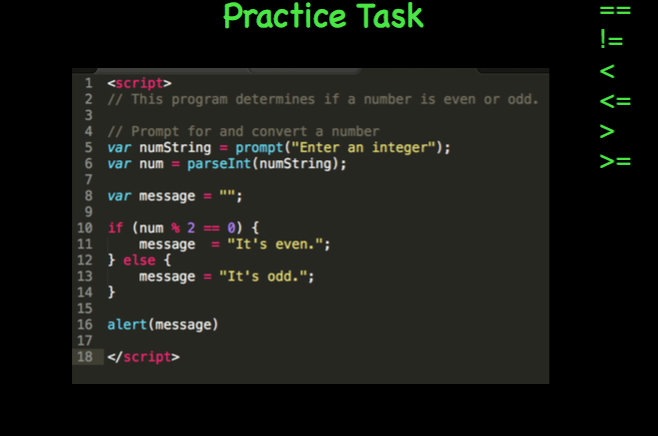 Practice Task
==
!=
<
<=
>
>=
1 <script>
2 // This program determines if a number is even or odd.
3
4 // Prompt for and convert a number
5 var numString = prompt("Enter an integer");
6 var num = parseInt(numString);
7
8 var message = "";
9
10 if (num % 2 == 0) {
11     message  = "It's even.";
12 } else {
13     message = "It's odd.";
14 }
15
16 alert(message)
17
18 </script>